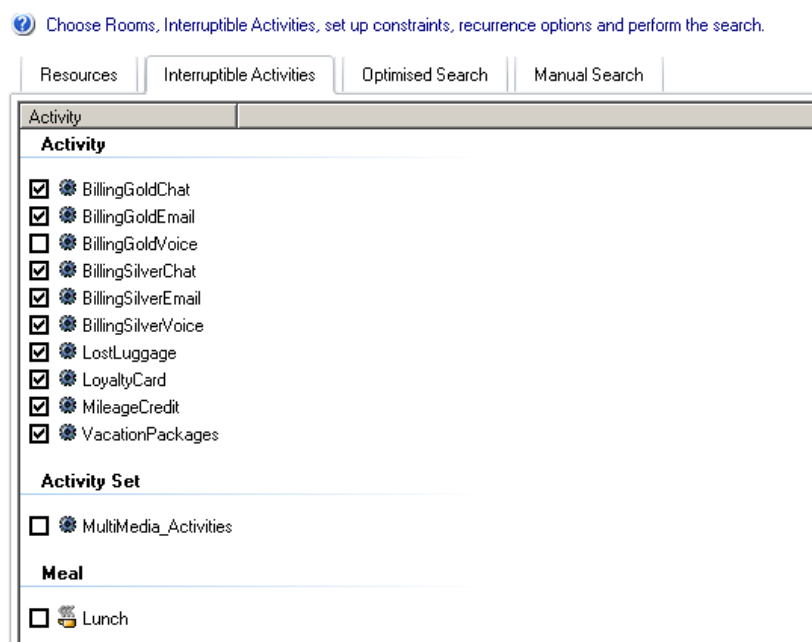 Choose Rooms, Interruptible Activities, set up constraints, recurrence options and perform the search.
Resources Interruptible Activities Optimised Search Manual Search
Activity
Activity
BillingGoldChat
BillingGoldEmail
BillingGoldVoice
BillingSilverChat
BillingSilverEmail
BillingSilverVoice
LostLuggage
LoyaltyCard
MileageCredit
VacationPackages
Activity Set
MultiMedia_Activities
Meal
Lunch